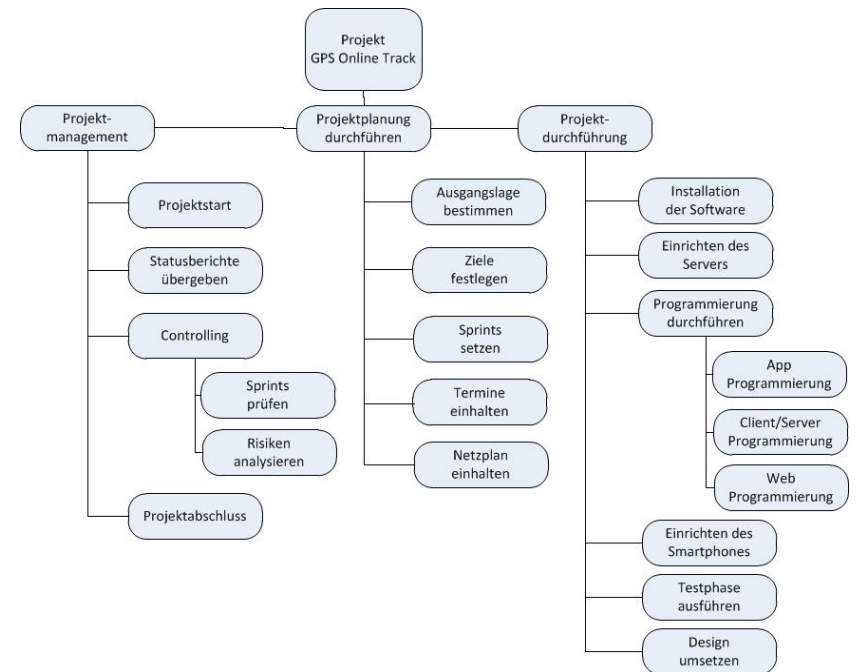 Projekt
GPS Online Track
Projekt-
management
Projektstart
Statusberichte
übergeben
Controlling
Sprints
prüfen
Risiken
analysieren
Projektabschluss
Projektplanung
durchführen
Ausgangslage
bestimmen
Ziele
festlegen
Sprints
setzen
Termine
einhalten
Netzplan
einhalten
Projekt-
durchführung
Installation
der Software
Einrichten des
Servers
Programmierung
durchführen
App
Programmierung
Client/Server
Programmierung
Web
Programmierung
Einrichten des
Smartphones
Testphase
ausführen
Design
umsetzen